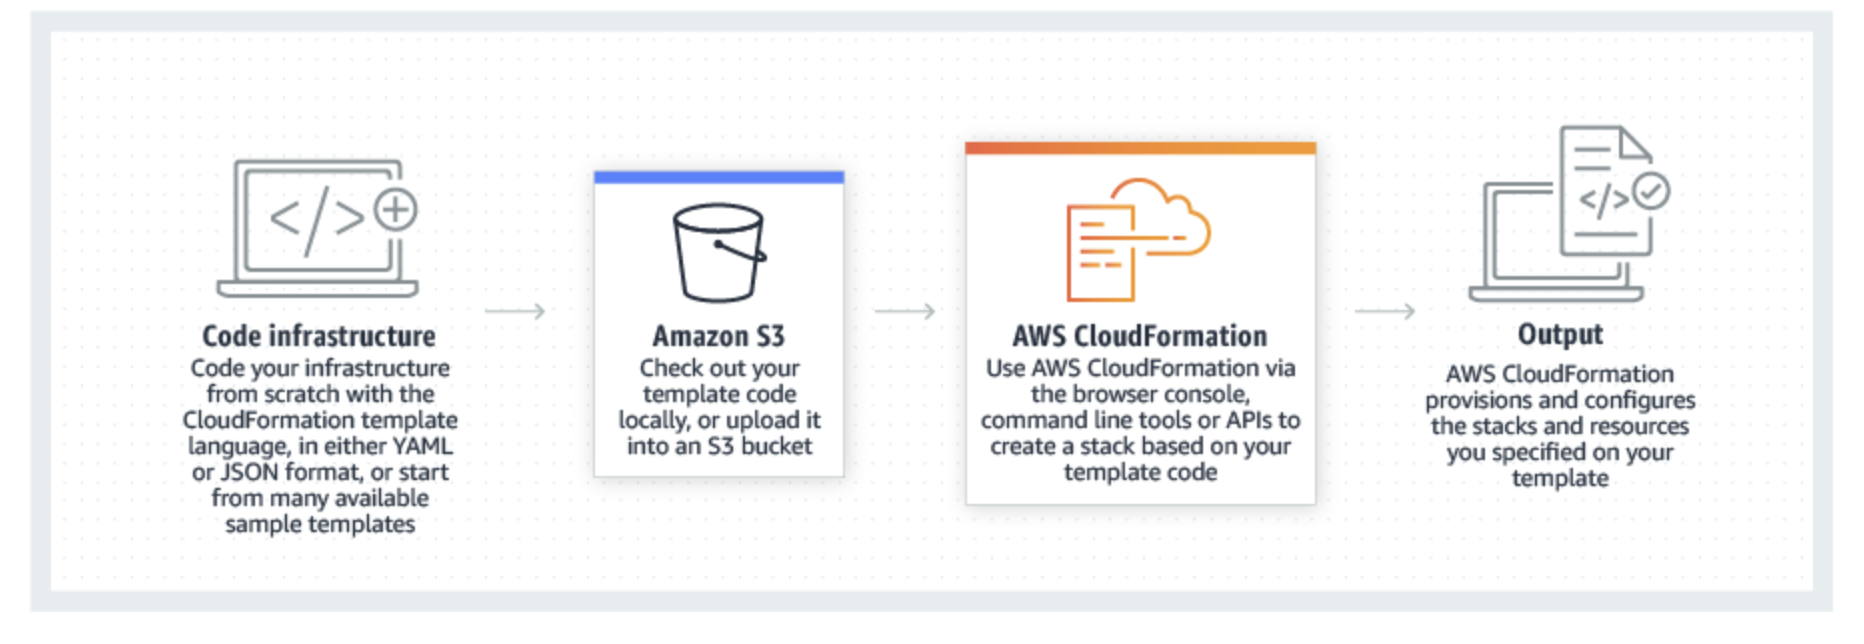 Code infrastructure
Code your infrastructure
from scratch with the
CloudFormation template
language, in either YAML
or JSON format, or start
from many available
sample templates
Amazon S3
Check out your
template code
locally, or upload it
into an S3 bucket
AWS CloudFormation
Use AWS CloudFormation via
the browser console,
command line tools or APIs to
create a stack based on your
template code
Output
AWS CloudFormation
provisions and configures
the stacks and resources
you specified on your
template